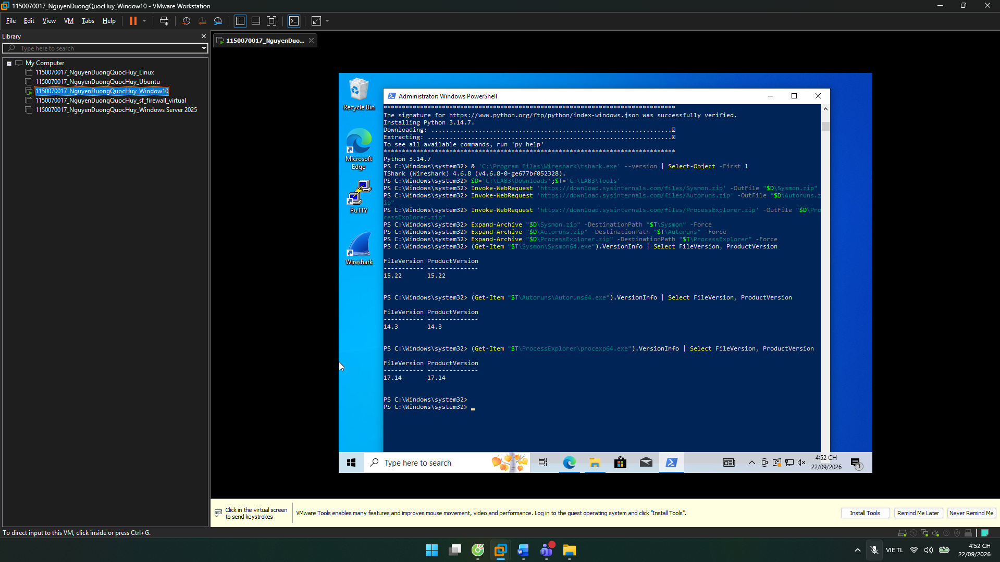 1150070017_NguyenDuongQuocHuy_Window10 - VMware Workstation
File Edit View VM Tabs Help
Library
Type here to search
My Computer
1150070017_NguyenDuongQuocHuy_Linux
1150070017_NguyenDuongQuocHuy_Ubuntu
1150070017_NguyenDuongQuocHuy_Window10
1150070017_NguyenDuongQuocHuy_sf_firewall_virtual
1150070017_NguyenDuongQuocHuy_Windows Server 2025
1150070017_NguyenDuo...
Recycle Bin
Microsoft
Edge
PuTTY
Wireshark
Administrator: Windows PowerShell
********************************************************************************
The signature for https://www.python.org/ftp/python/index-windows.json was successfully verified.
Installing Python 3.14.7.
Downloading: ..................................................................
Extracting: ...................................................................
To see all available commands, run 'py help'
********************************************************************************
Python 3.14.7
PS C:\Windows\system32> & 'C:\Program Files\Wireshark\tshark.exe' --version | Select-Object -First 1
TShark (Wireshark) 4.6.8 (v4.6.8-0-ge677bf052328).
PS C:\Windows\system32> $D='C:\LAB3\Downloads';$T='C:\LAB3\Tools'
PS C:\Windows\system32> Invoke-WebRequest 'https://download.sysinternals.com/files/Sysmon.zip' -OutFile "$D\Sysmon.zip"
PS C:\Windows\system32> Invoke-WebRequest 'https://download.sysinternals.com/files/Autoruns.zip' -OutFile "$D\Autoruns.z
ip"
PS C:\Windows\system32> Invoke-WebRequest 'https://download.sysinternals.com/files/ProcessExplorer.zip' -OutFile "$D\Pro
cessExplorer.zip"
PS C:\Windows\system32> Expand-Archive "$D\Sysmon.zip" -DestinationPath "$T\Sysmon" -Force
PS C:\Windows\system32> Expand-Archive "$D\Autoruns.zip" -DestinationPath "$T\Autoruns" -Force
PS C:\Windows\system32> Expand-Archive "$D\ProcessExplorer.zip" -DestinationPath "$T\ProcessExplorer" -Force
PS C:\Windows\system32> (Get-Item "$T\Sysmon\Sysmon64.exe").VersionInfo | Select FileVersion, ProductVersion
FileVersion ProductVersion
----------- --------------
15.22 15.22
PS C:\Windows\system32> (Get-Item "$T\Autoruns\Autoruns64.exe").VersionInfo | Select FileVersion, ProductVersion
FileVersion ProductVersion
----------- --------------
14.3 14.3
PS C:\Windows\system32> (Get-Item "$T\ProcessExplorer\procexp64.exe").VersionInfo | Select FileVersion, ProductVersion
FileVersion ProductVersion
----------- --------------
17.14 17.14
PS C:\Windows\system32>
PS C:\Windows\system32>
Type here to search
4:52 CH
22/09/2026
3
Click in the virtual screen
to send keystrokes
VMware Tools enables many features and improves mouse movement, video and performance. Log in to the guest operating system and click "Install Tools".
Install Tools
Remind Me Later
Never Remind Me
To direct input to this VM, click inside or press Ctrl+G.
VIE TL
4:52 CH
22/09/2026